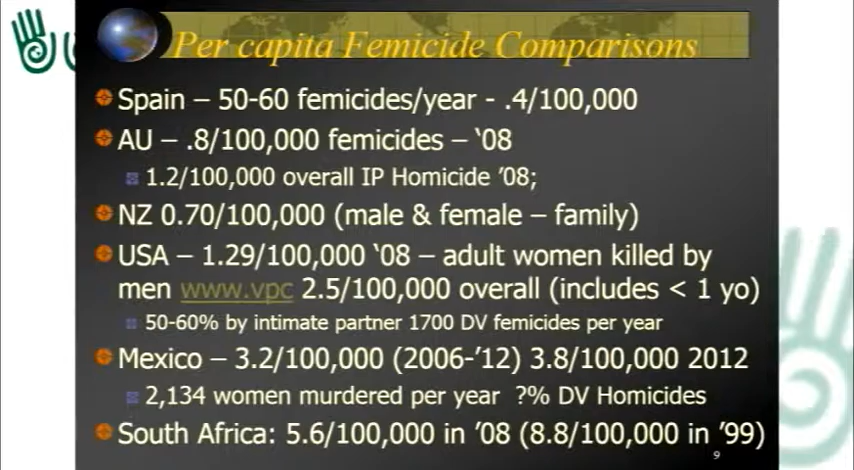 Per capita Femicide Comparisons
Spain – 50-60 femicides/year - .4/100,000
AU – .8/100,000 femicides – ‘08
1.2/100,000 overall IP Homicide ’08;
NZ 0.70/100,000 (male & female – family)
USA – 1.29/100,000 ‘08 – adult women killed by
men www.vpc 2.5/100,000 overall (includes < 1 yo)
50-60% by intimate partner 1700 DV femicides per year
Mexico – 3.2/100,000 (2006-’12) 3.8/100,000 2012
2,134 women murdered per year ?% DV Homicides
South Africa: 5.6/100,000 in ’08 (8.8/100,000 in ’99)
9